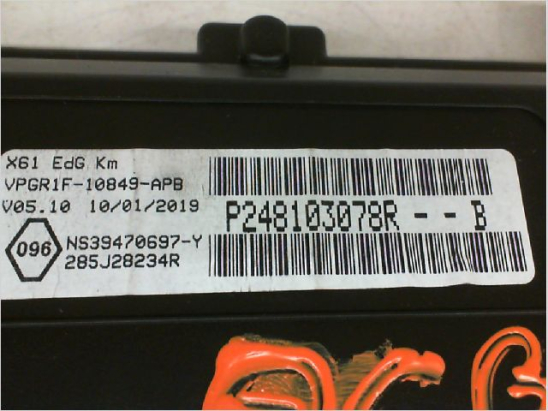 X61 EdG Km
VPGR1F-10849-APB
V05.10 10/01/2019
096
NS39470697-Y
285J28234R
P248103078R - - B